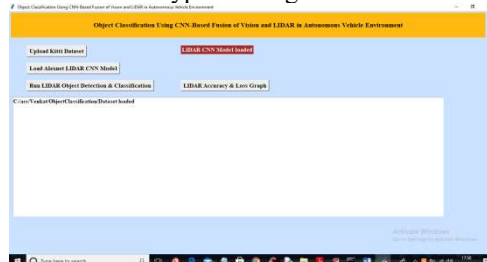 Object Classification Using CNN-Based Fusion of Vision and LIDAR in Autonomous Vehicle Environment
Object Classification Using CNN-Based Fusion of Vision and LIDAR in Autonomous Vehicle Environment
Upload Kitti Dataset
LIDAR CNN Model loaded
Load Alexnet LIDAR CNN Model
Run LIDAR Object Detection & Classification
LIDAR Accuracy & Loss Graph
Dataset loaded
Activate Windows
Type here to search
17:58